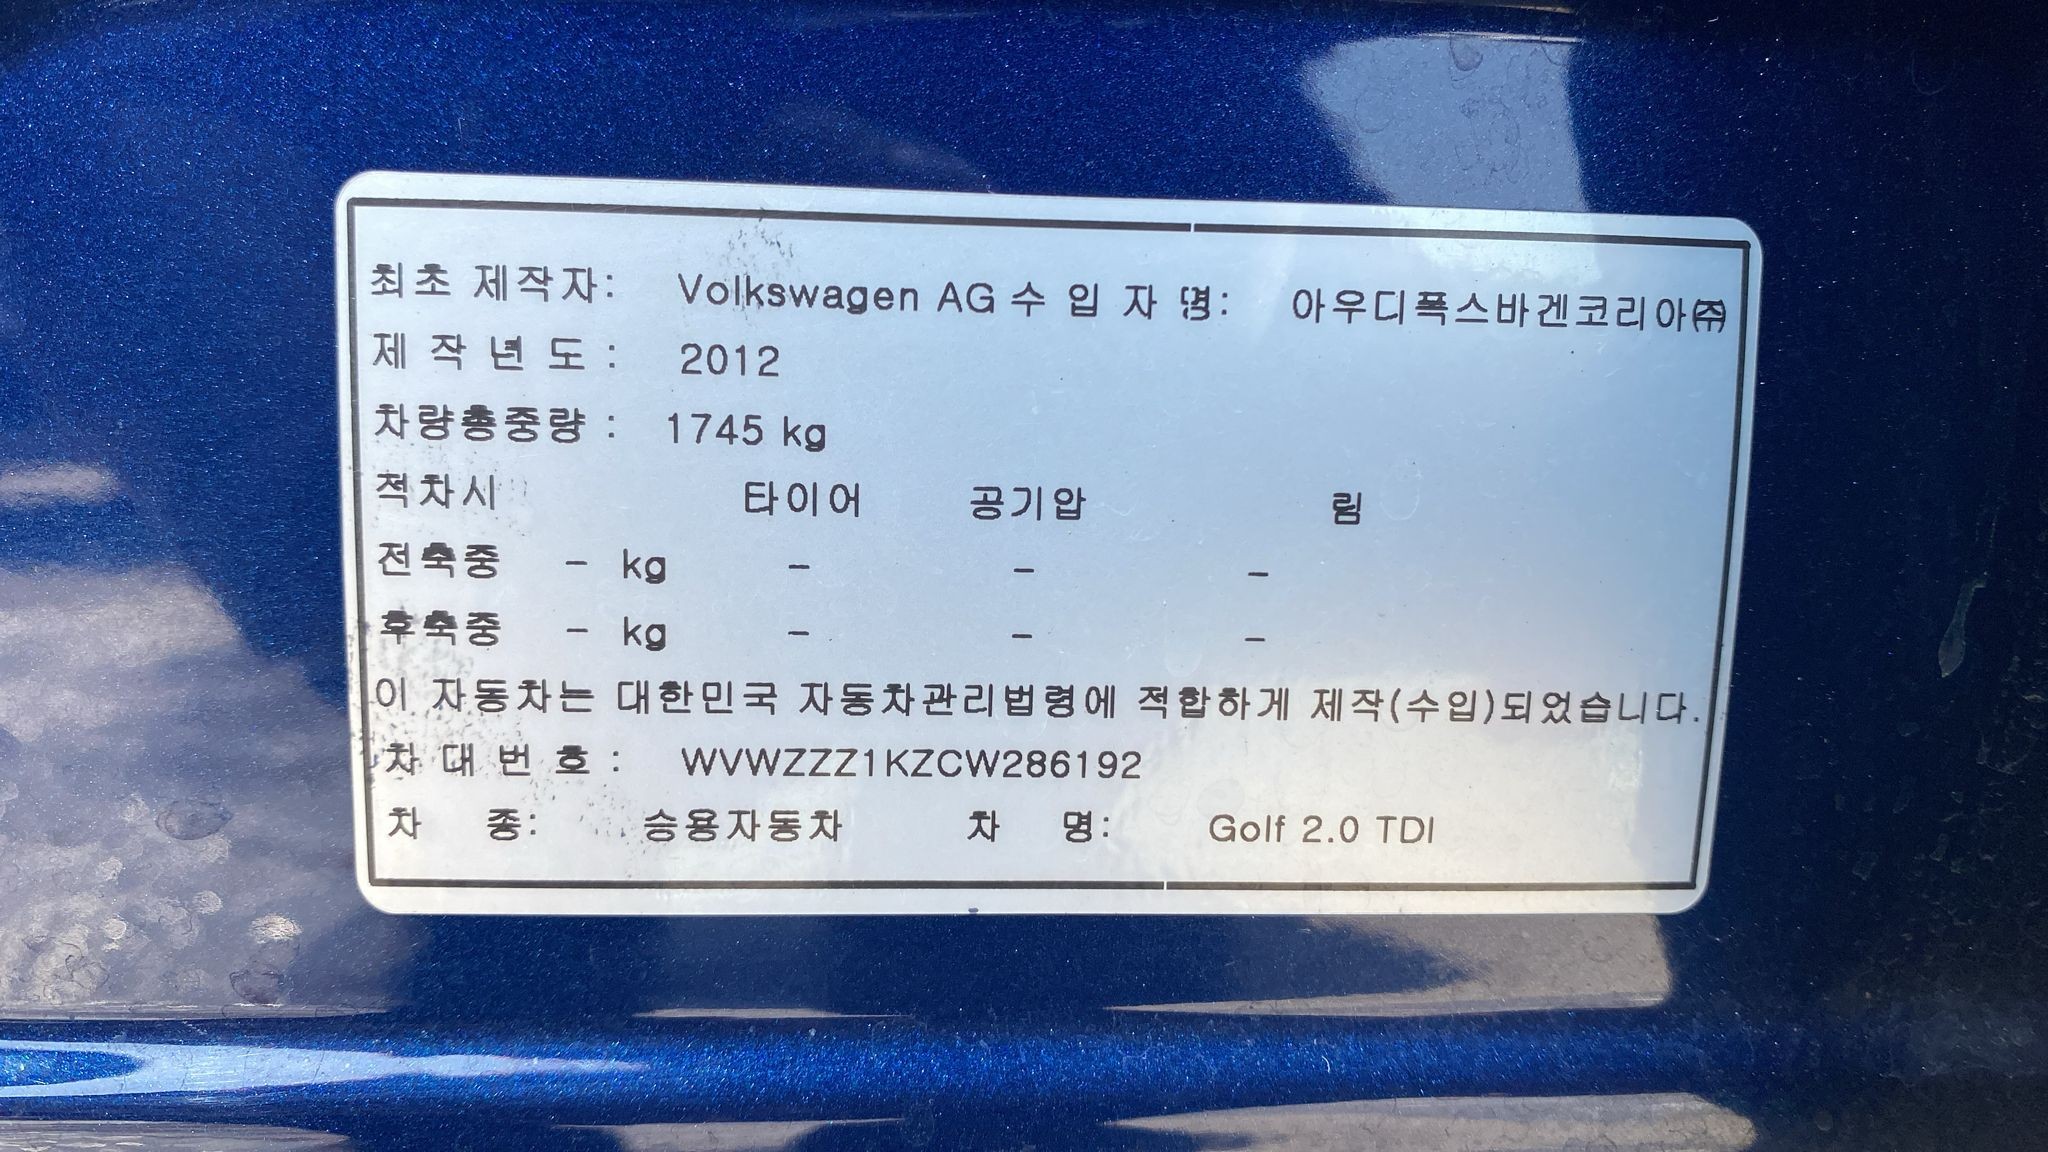 최초 제작자: Volkswagen AG 수 입 자 명: 아우디폭스바겐코리아㈜
제 작 년 도 : 2012
차량총중량 : 1745 kg
적차시 타이어 공기압 림
전축중 - kg - - -
후축중 - kg - - -
이 자동차는 대한민국 자동차관리법령에 적합하게 제작(수입)되었습니다.
차 대 번 호 : WVWZZZ1KZCW286192
차 종: 승용자동차 차 명: Golf 2.0 TDI